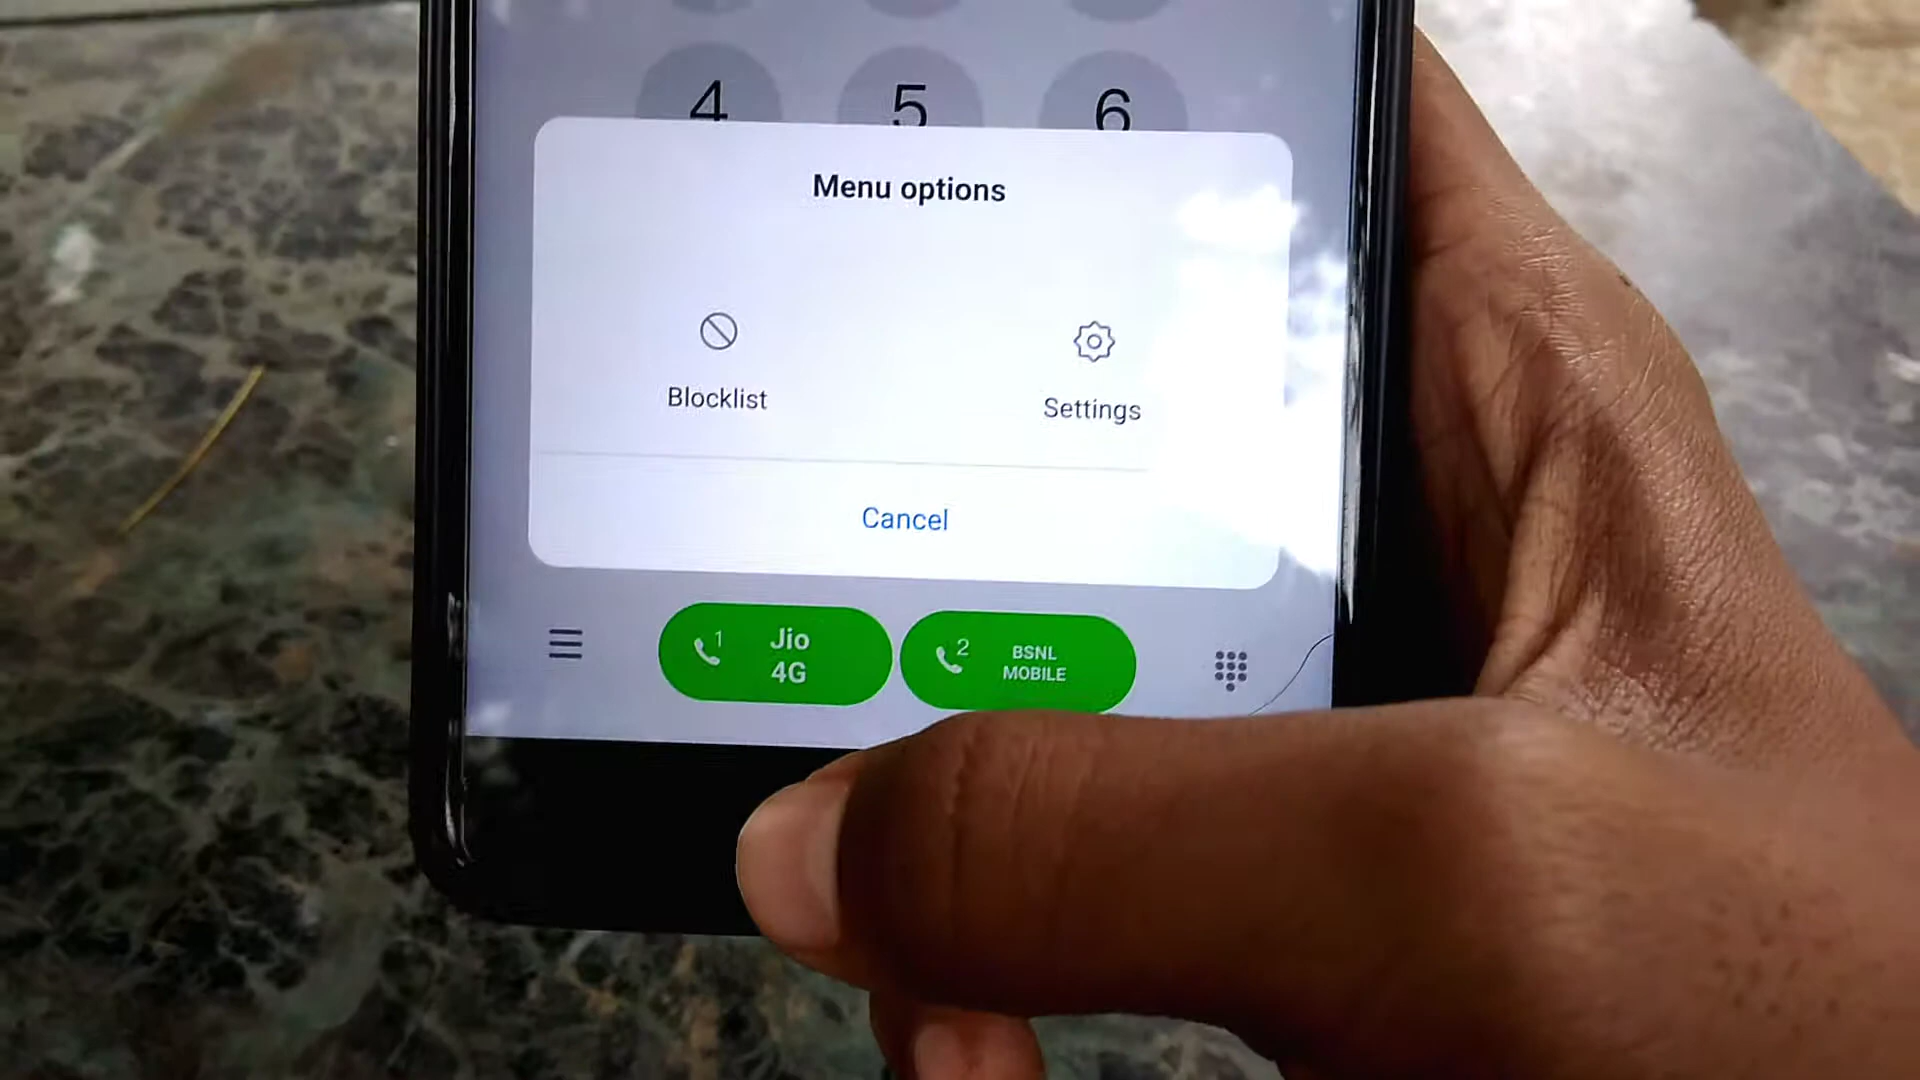 4 5 6
Menu options
Blocklist Settings
Cancel
1 Jio
4G
2 BSNL
MOBILE